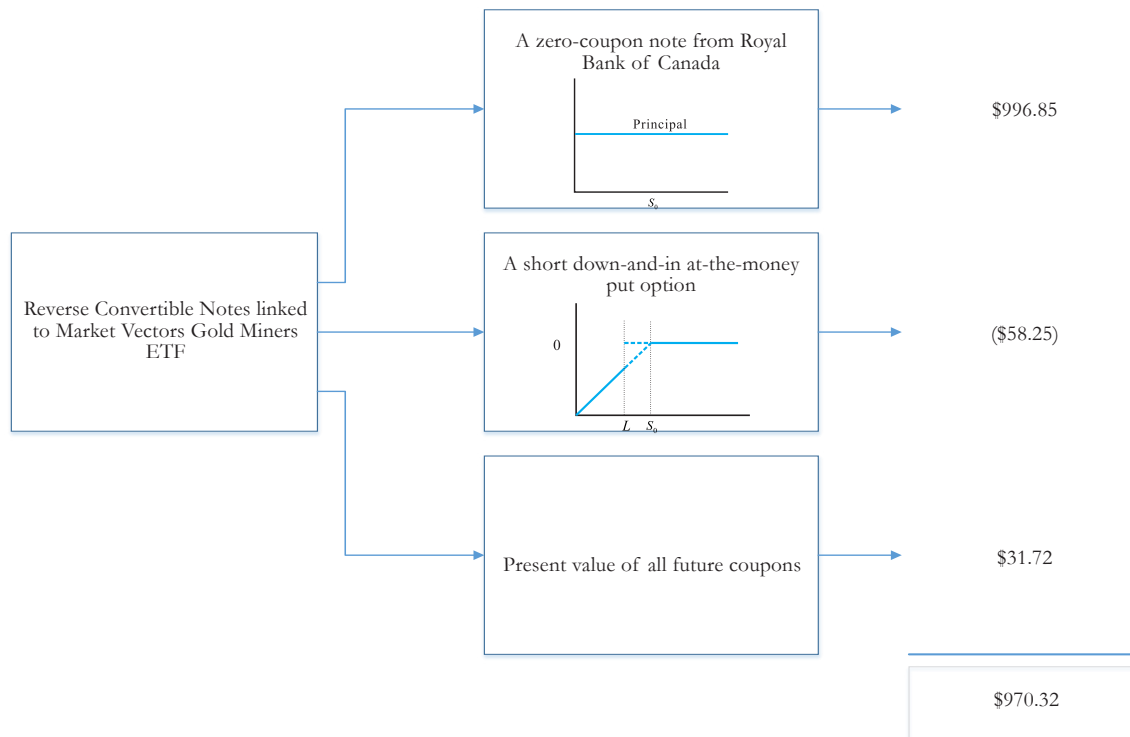 A zero-coupon note from Royal
Bank of Canada
Principal
S₀
$996.85
Reverse Convertible Notes linked
to Market Vectors Gold Miners
ETF
A short down-and-in at-the-money
put option
0
L S₀
($58.25)
Present value of all future coupons
$31.72
$970.32